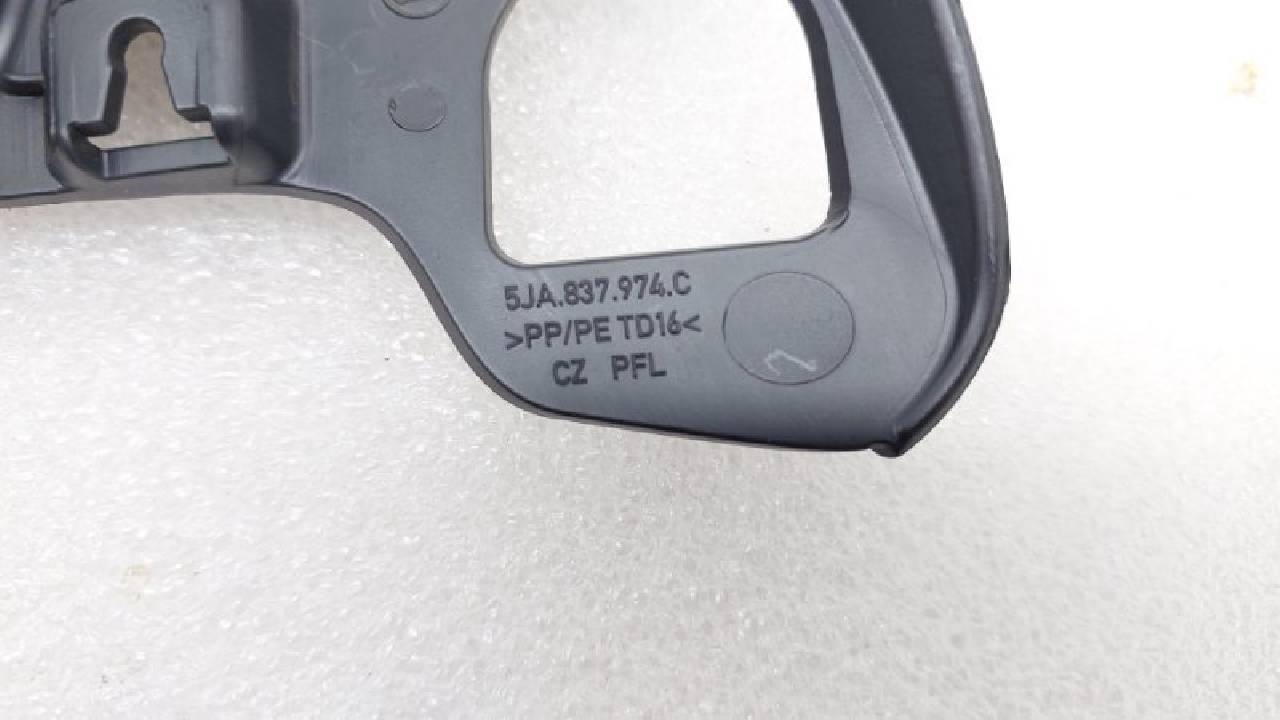 5JA.837.974.C
>PP/PE TD16<
CZ PFL